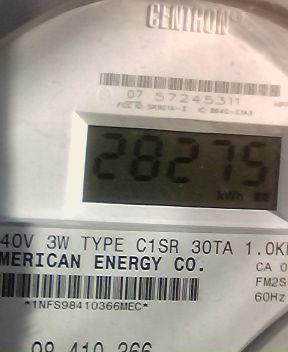 CENTRON
07 57245311
28275
kWh
40V 3W TYPE C1SR 30TA 1.0K
MERICAN ENERGY CO.
CA 0
FM2S
*1NFS98410366MEC*
60Hz
98 410 366